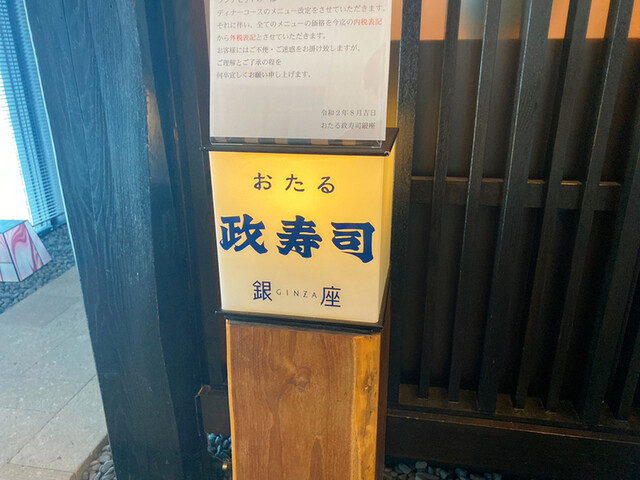 ディナーコースのメニュー改定をさせていただきます。
それに伴い、全てのメニューの価格を今迄の内税表記
から外税表記とさせていただきます。
お客様にはご不便・ご迷惑をお掛け致しますが、
ご理解とご了承の程を
何卒宜しくお願い申し上げます。
令和2年8月吉日
おたる政寿司銀座
おたる
政寿司
銀GINZA座